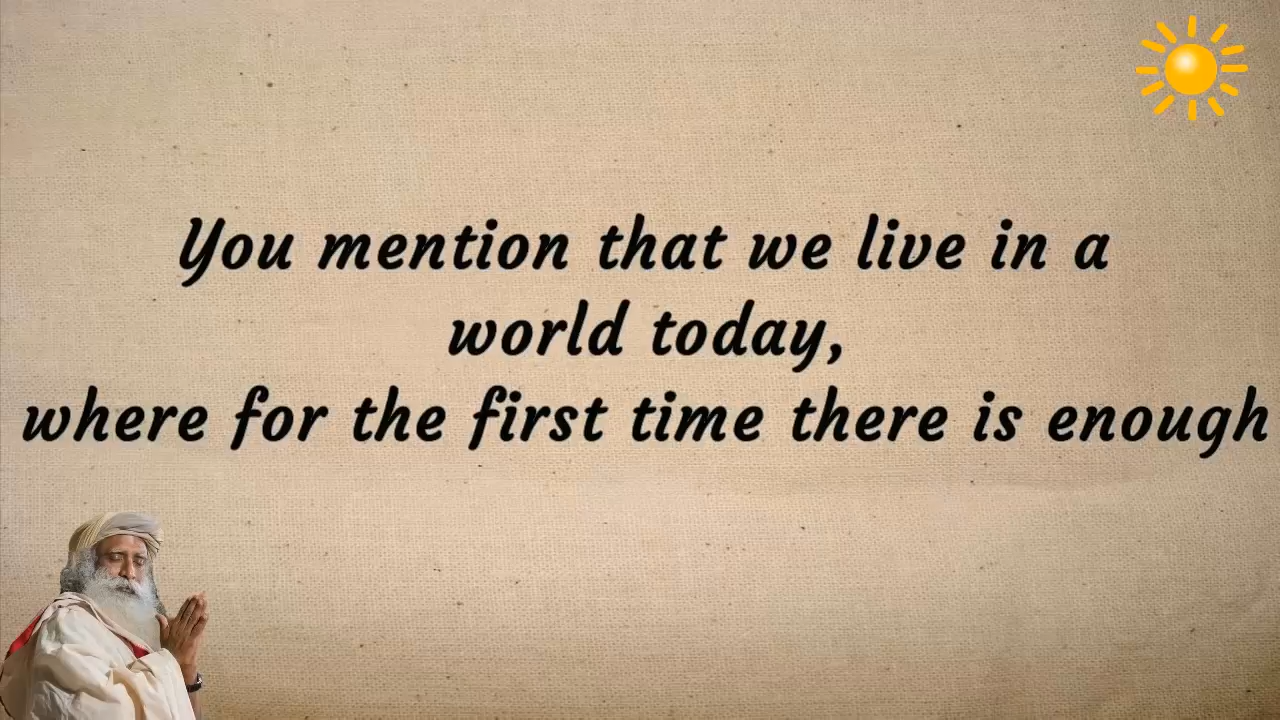 You mention that we live in a
world today,
where for the first time there is enough